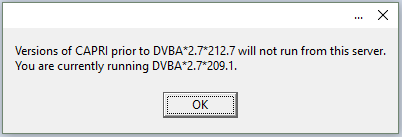 ...
Versions of CAPRI prior to DVBA*2.7*212.7 will not run from this server.
You are currently running DVBA*2.7*209.1.
OK